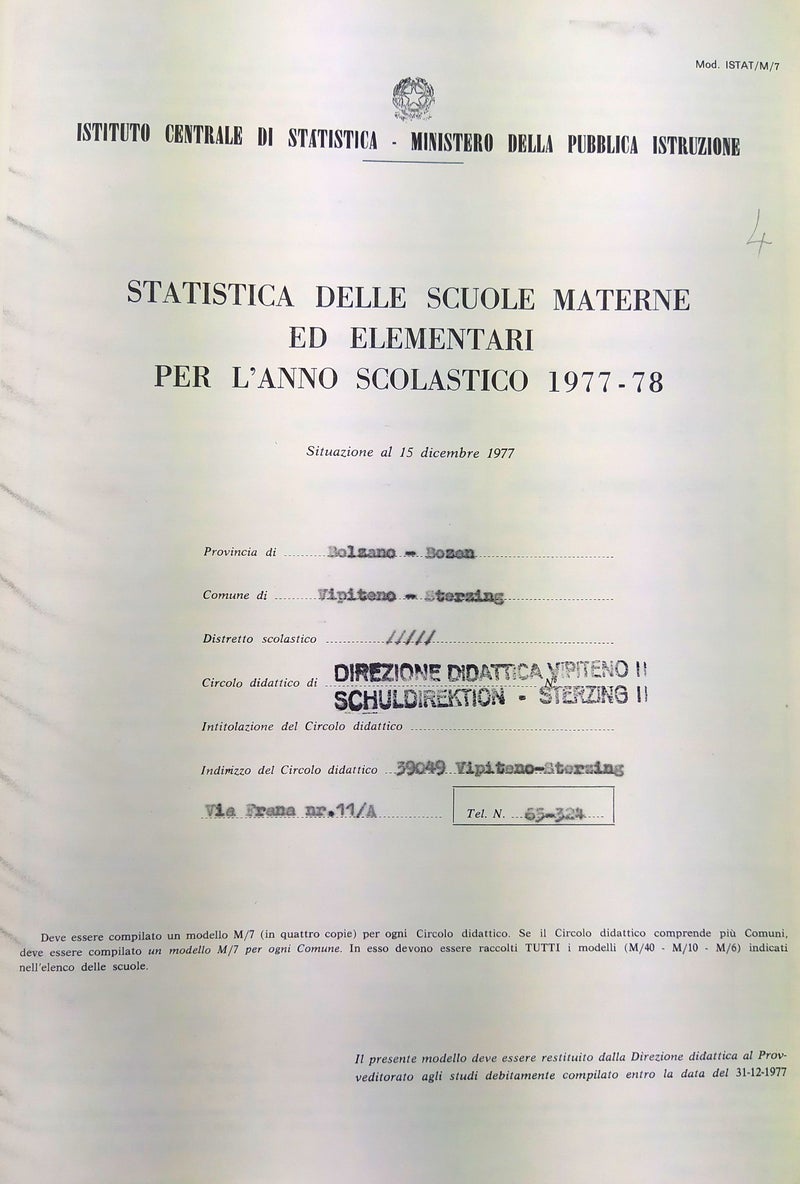 Mod. ISTAT/M/7
ISTITUTO CENTRALE DI STATISTICA - MINISTERO DELLA PUBBLICA ISTRUZIONE
4
STATISTICA DELLE SCUOLE MATERNE
ED ELEMENTARI
PER L'ANNO SCOLASTICO 1977-78
Situazione al 15 dicembre 1977
Provincia di Bolzano - Bozen
Comune di Vipiteno - Sterzing
Distretto scolastico /////
Circolo didattico di DIREZIONE DIDATTICA VIPITENO II
SCHULDIREKTION - STERZING II
Intitolazione del Circolo didattico
Indirizzo del Circolo didattico 39049 Vipiteno-Sterzing
Via Frana nr.11/A Tel. N. 65-324
Deve essere compilato un modello M/7 (in quattro copie) per ogni Circolo didattico. Se il Circolo didattico comprende più Comuni,
deve essere compilato un modello M/7 per ogni Comune. In esso devono essere raccolti TUTTI i modelli (M/40 - M/10 - M/6) indicati
nell'elenco delle scuole.
Il presente modello deve essere restituito dalla Direzione didattica al Prov-
veditorato agli studi debitamente compilato entro la data del 31-12-1977